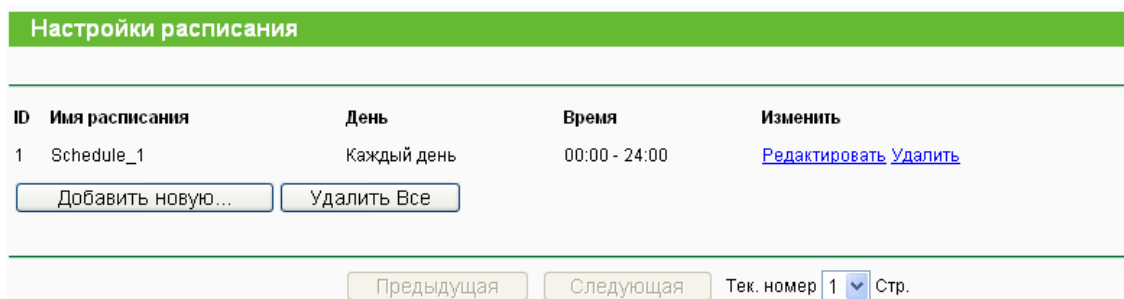 Настройки расписания
ID Имя расписания День Время Изменить
1 Schedule_1 Каждый день 00:00 - 24:00 Редактировать Удалить
Добавить новую... Удалить Все
Предыдущая Следующая Тек. номер 1 Стр.